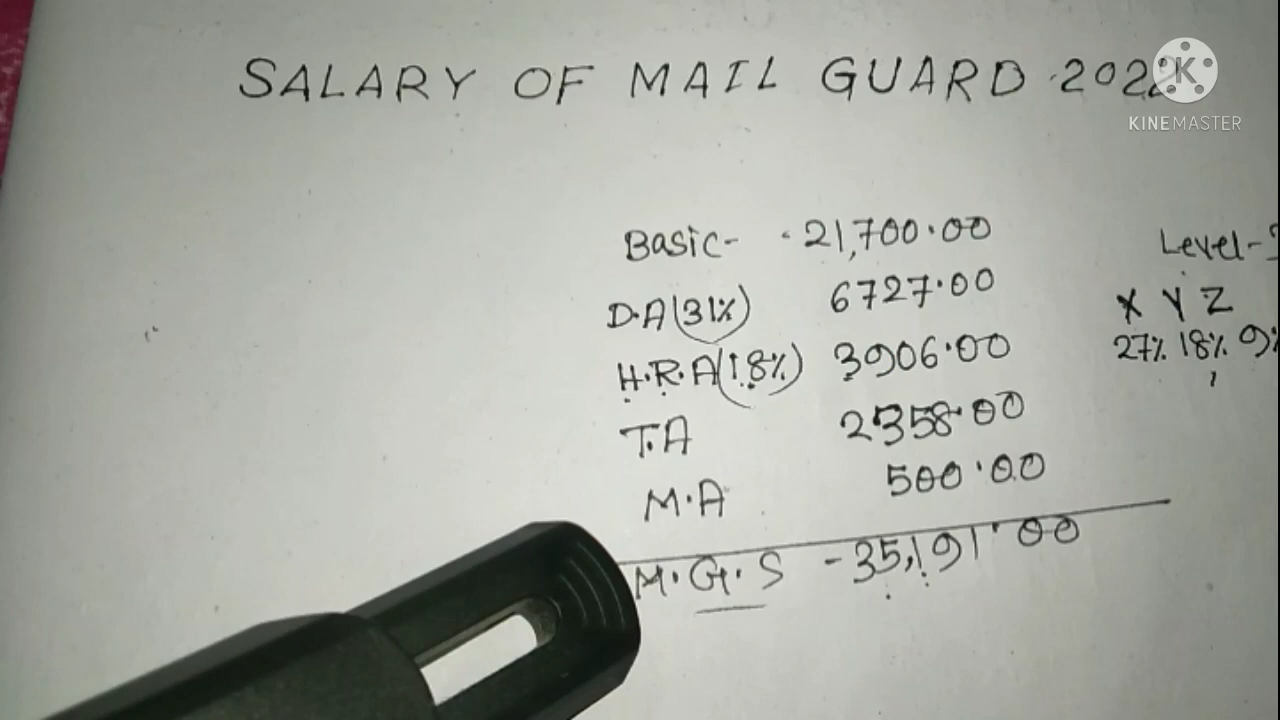 SALARY OF MAIL GUARD 2022
KINEMASTER
Basic- 21,700.00
Level-
D.A(31%) 6727.00
X Y Z
27% 18% 9%
H.R.A(18%) 3906.00
T.A 2358.00
M.A 500.00
M.G.S - 35,191.00